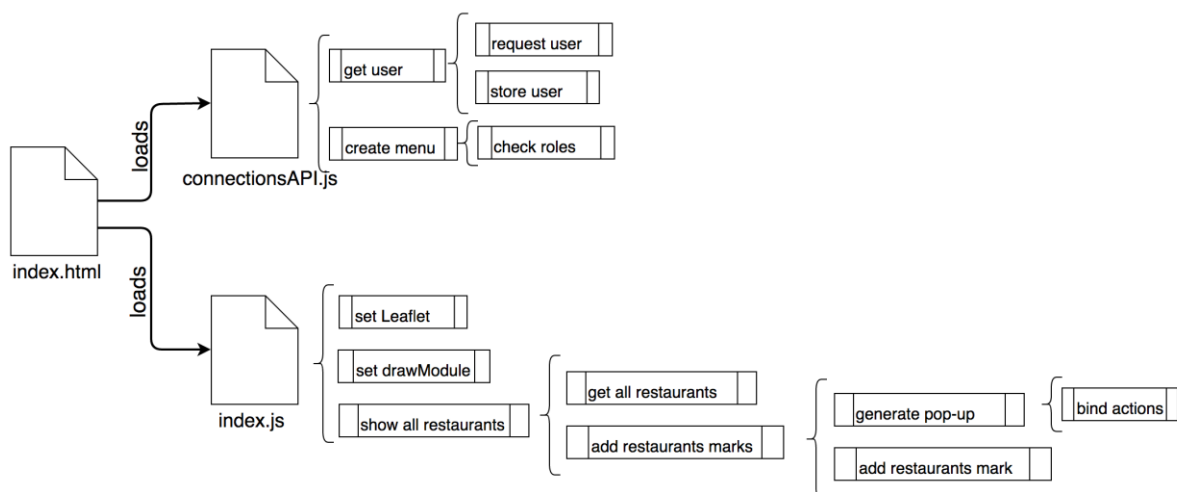 request user
get user
store user
loads
create menu
check roles
connectionsAPI.js
index.html
loads
set Leaflet
set drawModule
get all restaurants
generate pop-up
bind actions
show all restaurants
index.js
add restaurants marks
add restaurants mark